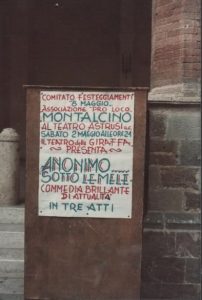 COMITATO FESTEGGIAMENTI
8 MAGGIO
ASSOCIAZIONE PRO LOCO
MONTALCINO
AL TEATRO ASTRUSI
SABATO 2 MAGGIO ALLE ORE 21
IL TEATRO della GIRAFFA
PRESENTA
ANONIMO.....
SOTTO LE MELE
COMMEDIA BRILLANTE
DI ATTUALITÀ
IN TRE ATTI